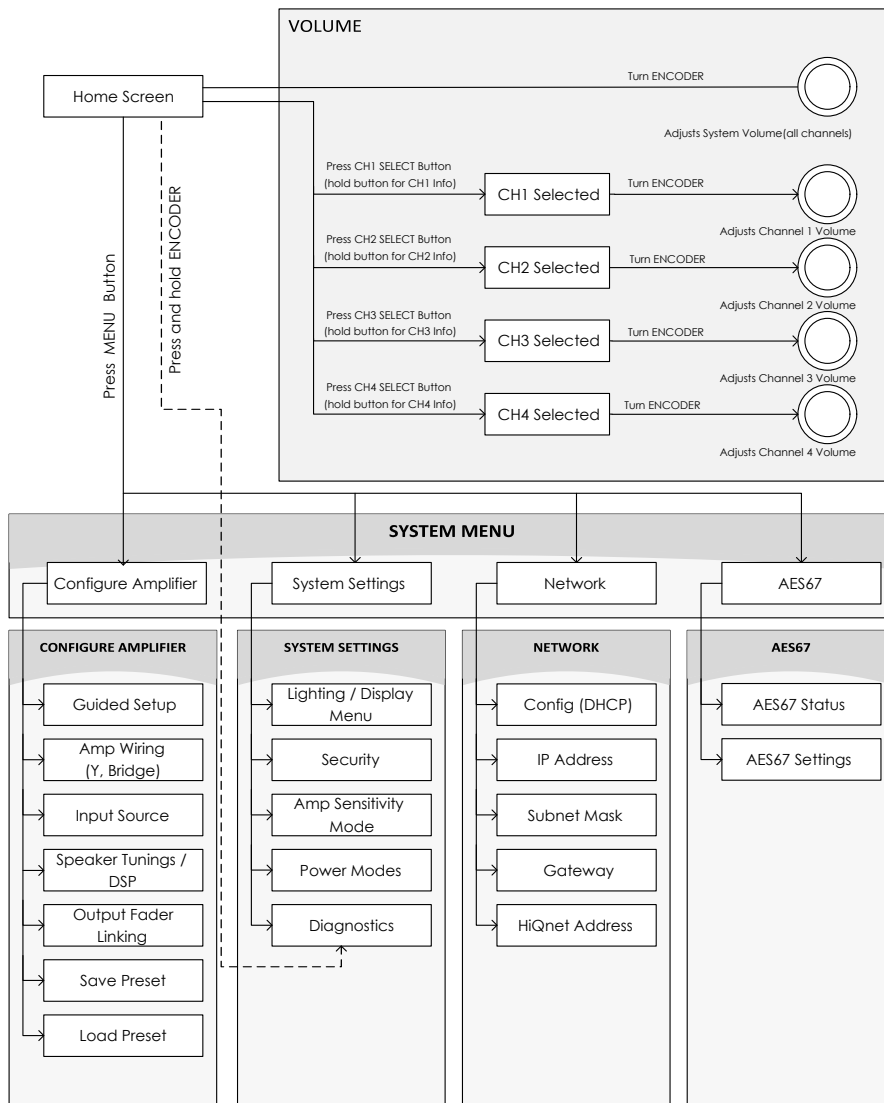 VOLUME
Home Screen
Turn ENCODER
Adjusts System Volume(all channels)
Press CH1 SELECT Button
(hold button for CH1 Info)
CH1 Selected
Turn ENCODER
Adjusts Channel 1 Volume
Press CH2 SELECT Button
(hold button for CH2 Info)
CH2 Selected
Turn ENCODER
Adjusts Channel 2 Volume
Press CH3 SELECT Button
(hold button for CH3 Info)
CH3 Selected
Turn ENCODER
Adjusts Channel 3 Volume
Press CH4 SELECT Button
(hold button for CH4 Info)
CH4 Selected
Turn ENCODER
Adjusts Channel 4 Volume
Press MENU Button
Press and hold ENCODER
SYSTEM MENU
Configure Amplifier
System Settings
Network
AES67
CONFIGURE AMPLIFIER
Guided Setup
Amp Wiring
(Y, Bridge)
Input Source
Speaker Tunings /
DSP
Output Fader
Linking
Save Preset
Load Preset
SYSTEM SETTINGS
Lighting / Display
Menu
Security
Amp Sensitivity
Mode
Power Modes
Diagnostics
NETWORK
Config (DHCP)
IP Address
Subnet Mask
Gateway
HiQnet Address
AES67
AES67 Status
AES67 Settings